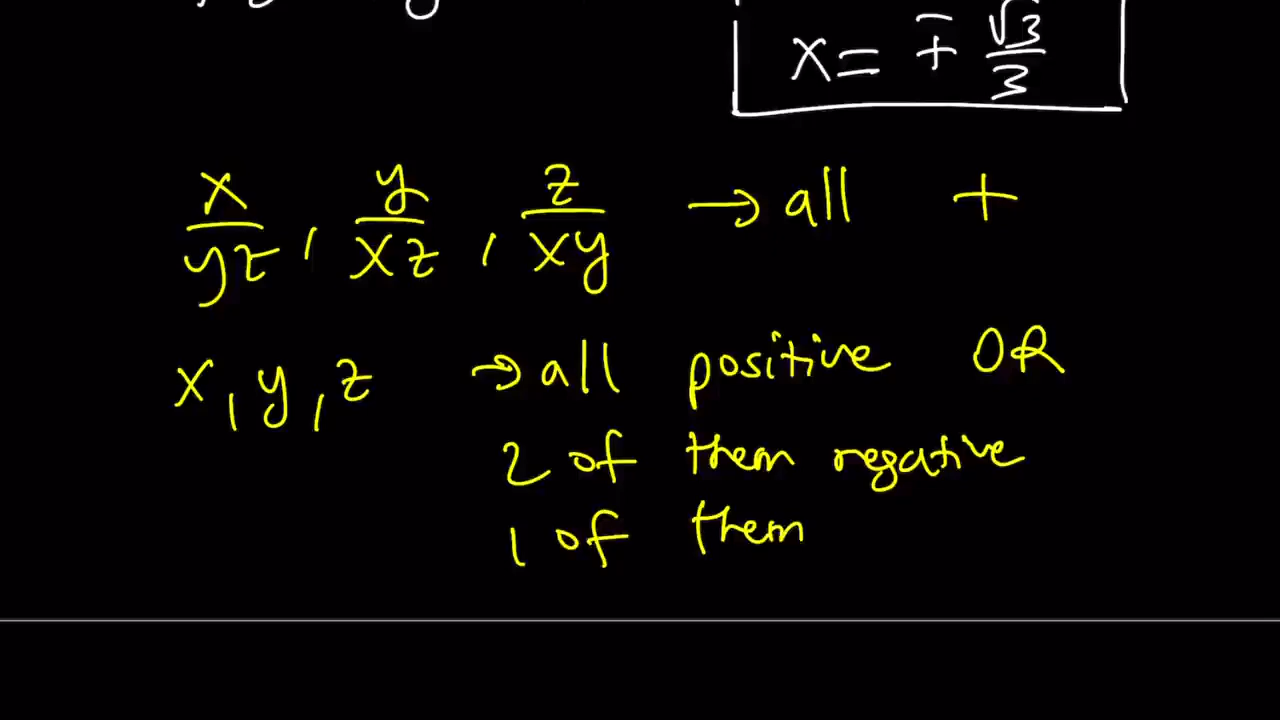 x = ∓ √3/3
x/yz, y/xz, z/xy → all +
x, y, z → all positive OR
2 of them negative
1 of them